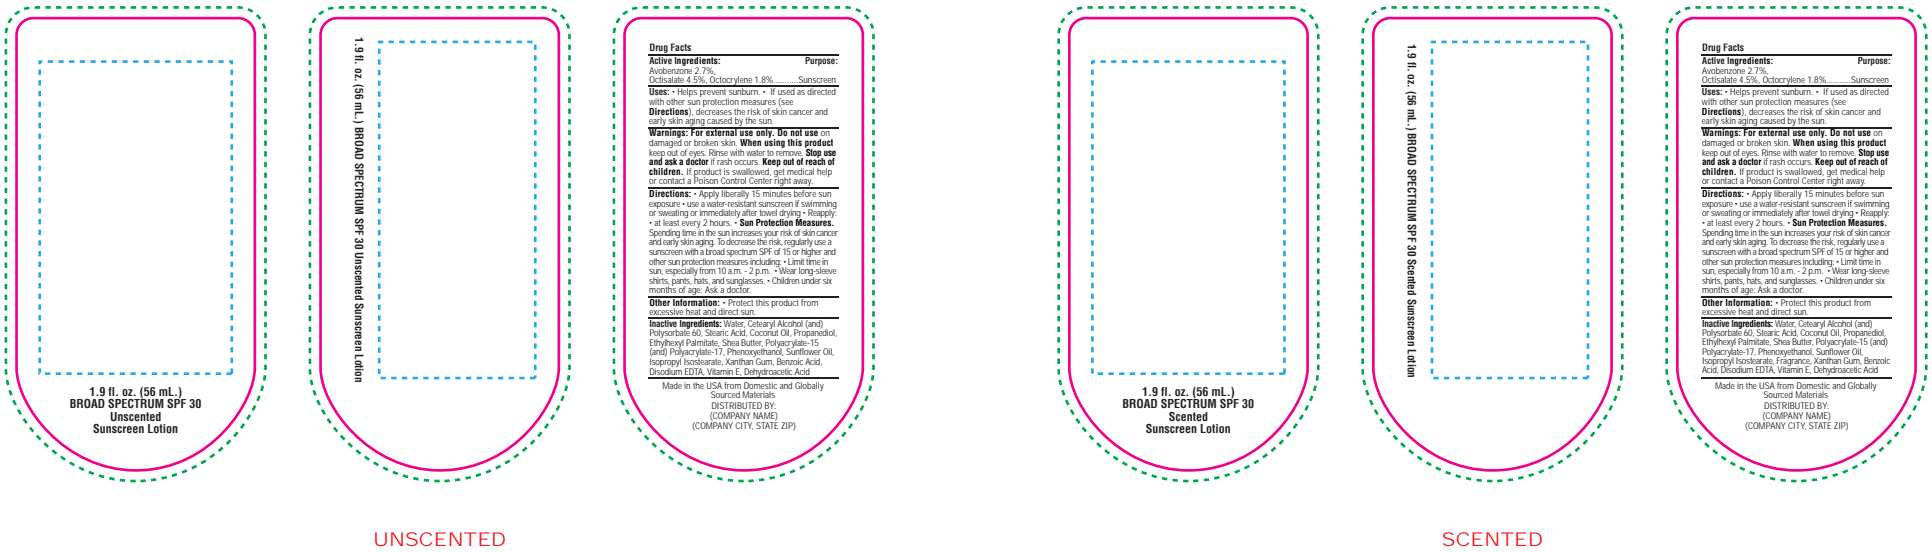 1.9 fl. oz. (56 mL.)
BROAD SPECTRUM SPF 30
Unscented
Sunscreen Lotion
1.9 fl. oz. (56 mL.) BROAD SPECTRUM SPF 30 Unscented Sunscreen Lotion
Drug Facts
Active Ingredients: Purpose:
Avobenzone 2.7%,
Octisalate 4.5%, Octocrylene 1.8%...........Sunscreen
Uses: • Helps prevent sunburn. • If used as directed
with other sun protection measures (see
Directions), decreases the risk of skin cancer and
early skin aging caused by the sun.
Warnings: For external use only. Do not use on
damaged or broken skin. When using this product
keep out of eyes. Rinse with water to remove. Stop use
and ask a doctor if rash occurs. Keep out of reach of
children. If product is swallowed, get medical help
or contact a Poison Control Center right away.
Directions: • Apply liberally 15 minutes before sun
exposure • use a water-resistant sunscreen if swimming
or sweating or immediately after towel drying • Reapply:
• at least every 2 hours. • Sun Protection Measures.
Spending time in the sun increases your risk of skin cancer
and early skin aging. To decrease the risk, regularly use a
sunscreen with a broad spectrum SPF of 15 or higher and
other sun protection measures including: • Limit time in
sun, especially from 10 a.m. - 2 p.m. • Wear long-sleeve
shirts, pants, hats, and sunglasses. • Children under six
months of age: Ask a doctor.
Other Information: • Protect this product from
excessive heat and direct sun.
Inactive Ingredients: Water, Cetearyl Alcohol (and)
Polysorbate 60, Stearic Acid, Coconut Oil, Propanediol,
Ethylhexyl Palmitate, Shea Butter, Polyacrylate-15
(and) Polyacrylate-17, Phenoxyethanol, Sunflower Oil,
Isopropyl Isostearate, Xanthan Gum, Benzoic Acid,
Disodium EDTA, Vitamin E, Dehydroacetic Acid
Made in the USA from Domestic and Globally
Sourced Materials
DISTRIBUTED BY:
(COMPANY NAME)
(COMPANY CITY, STATE ZIP)
UNSCENTED
1.9 fl. oz. (56 mL.)
BROAD SPECTRUM SPF 30
Scented
Sunscreen Lotion
1.9 fl. oz. (56 mL.) BROAD SPECTRUM SPF 30 Scented Sunscreen Lotion
Drug Facts
Active Ingredients: Purpose:
Avobenzone 2.7%,
Octisalate 4.5%, Octocrylene 1.8%...........Sunscreen
Uses: • Helps prevent sunburn. • If used as directed
with other sun protection measures (see
Directions), decreases the risk of skin cancer and
early skin aging caused by the sun.
Warnings: For external use only. Do not use on
damaged or broken skin. When using this product
keep out of eyes. Rinse with water to remove. Stop use
and ask a doctor if rash occurs. Keep out of reach of
children. If product is swallowed, get medical help
or contact a Poison Control Center right away.
Directions: • Apply liberally 15 minutes before sun
exposure • use a water-resistant sunscreen if swimming
or sweating or immediately after towel drying • Reapply:
• at least every 2 hours. • Sun Protection Measures.
Spending time in the sun increases your risk of skin cancer
and early skin aging. To decrease the risk, regularly use a
sunscreen with a broad spectrum SPF of 15 or higher and
other sun protection measures including: • Limit time in
sun, especially from 10 a.m. - 2 p.m. • Wear long-sleeve
shirts, pants, hats, and sunglasses. • Children under six
months of age: Ask a doctor.
Other Information: • Protect this product from
excessive heat and direct sun.
Inactive Ingredients: Water, Cetearyl Alcohol (and)
Polysorbate 60, Stearic Acid, Coconut Oil, Propanediol,
Ethylhexyl Palmitate, Shea Butter, Polyacrylate-15 (and)
Polyacrylate-17, Phenoxyethanol, Sunflower Oil,
Isopropyl Isostearate, Fragrance, Xanthan Gum, Benzoic
Acid, Disodium EDTA, Vitamin E, Dehydroacetic Acid
Made in the USA from Domestic and Globally
Sourced Materials
DISTRIBUTED BY:
(COMPANY NAME)
(COMPANY CITY, STATE ZIP)
SCENTED